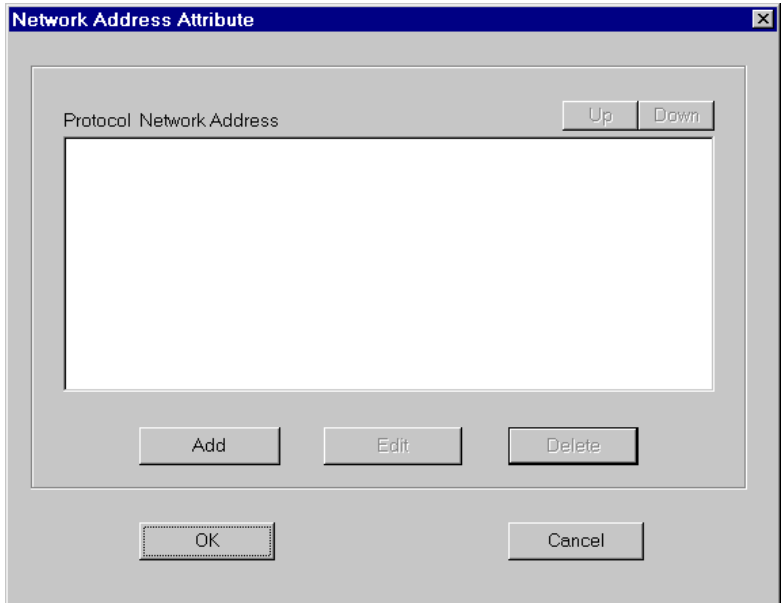 Network Address Attribute
Protocol Network Address
Up Down
Add Edit Delete
OK Cancel